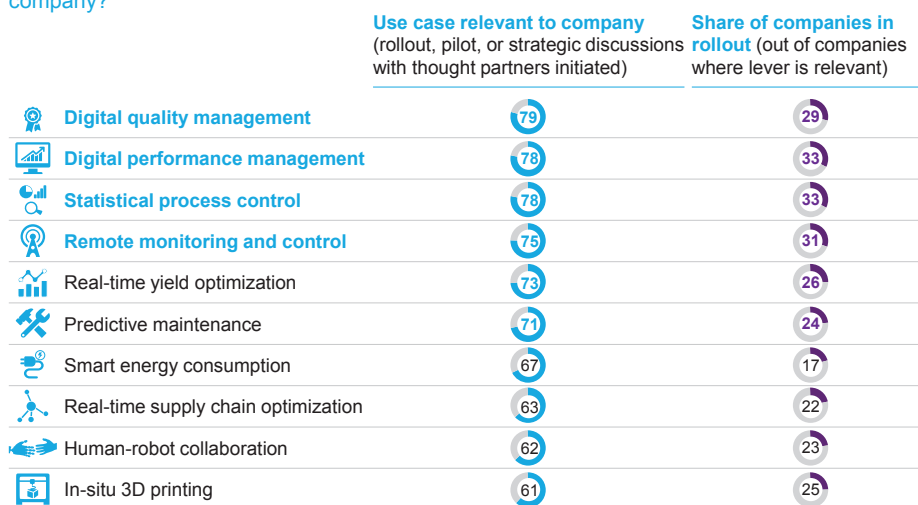 company?
Use case relevant to company
(rollout, pilot, or strategic discussions
with thought partners initiated)
Share of companies in
rollout (out of companies
where lever is relevant)
Digital quality management 79 29
Digital performance management 78 33
Statistical process control 78 33
Remote monitoring and control 75 31
Real-time yield optimization 73 26
Predictive maintenance 71 24
Smart energy consumption 67 17
Real-time supply chain optimization 63 22
Human-robot collaboration 62 23
In-situ 3D printing 61 25